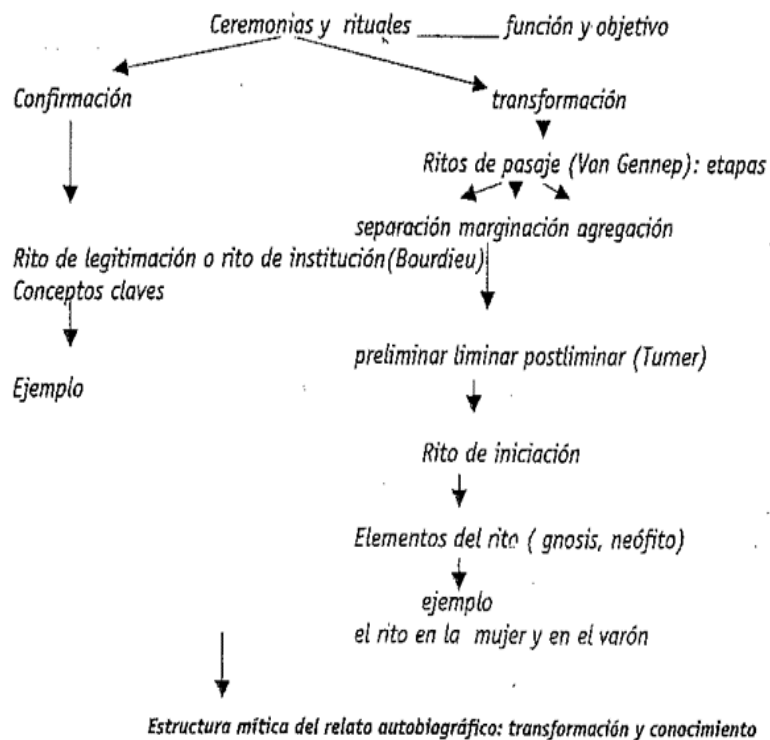 Ceremonias y rituales ______ función y objetivo
Confirmación
transformación
Ritos de pasaje (Van Gennep): etapas
separación marginación agregación
Rito de legitimación o rito de institución(Bourdieu)
Conceptos claves
preliminar liminar postliminar (Turner)
Ejemplo
Rito de iniciación
Elementos del rito ( gnosis, neófito)
ejemplo
el rito en la mujer y en el varón
Estructura mítica del relato autobiográfico: transformación y conocimiento